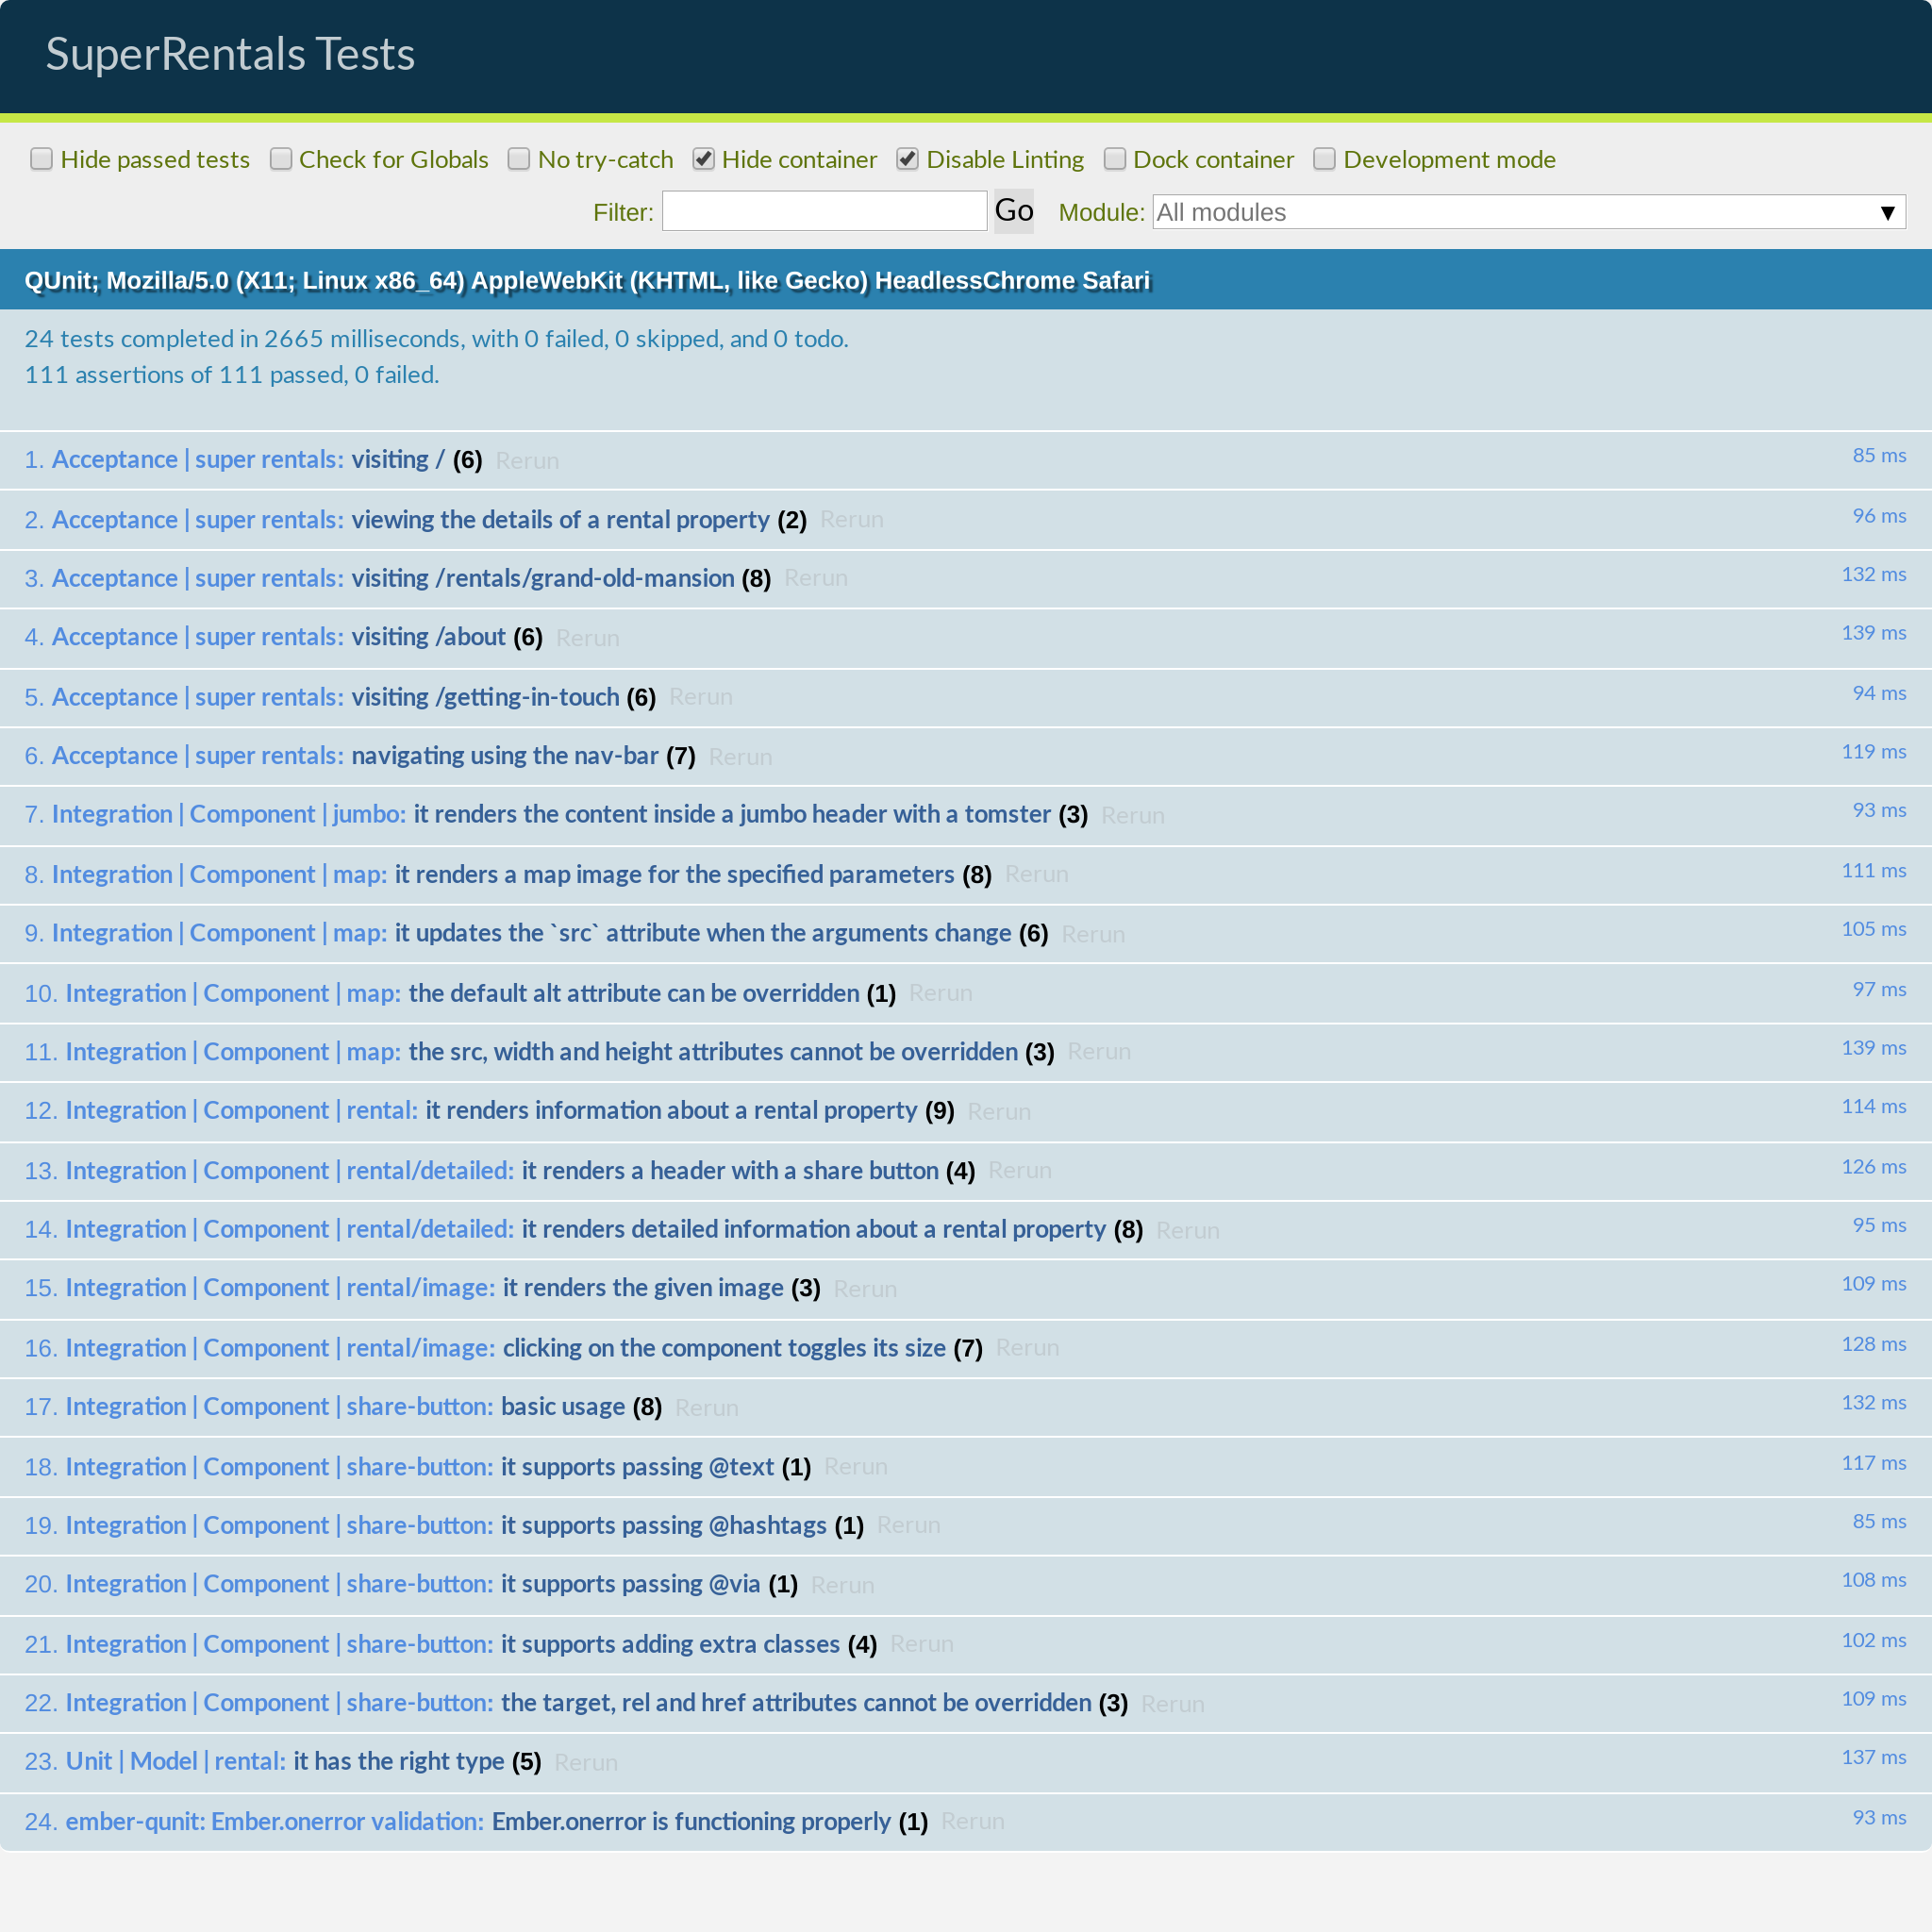 SuperRentals Tests
Hide passed tests Check for Globals No try-catch Hide container Disable Linting Dock container Development mode
Filter: Go Module: All modules ▼
QUnit; Mozilla/5.0 (X11; Linux x86_64) AppleWebKit (KHTML, like Gecko) HeadlessChrome Safari
24 tests completed in 2665 milliseconds, with 0 failed, 0 skipped, and 0 todo.
111 assertions of 111 passed, 0 failed.
1. Acceptance | super rentals: visiting / (6) Rerun 85 ms
2. Acceptance | super rentals: viewing the details of a rental property (2) Rerun 96 ms
3. Acceptance | super rentals: visiting /rentals/grand-old-mansion (8) Rerun 132 ms
4. Acceptance | super rentals: visiting /about (6) Rerun 139 ms
5. Acceptance | super rentals: visiting /getting-in-touch (6) Rerun 94 ms
6. Acceptance | super rentals: navigating using the nav-bar (7) Rerun 119 ms
7. Integration | Component | jumbo: it renders the content inside a jumbo header with a tomster (3) Rerun 93 ms
8. Integration | Component | map: it renders a map image for the specified parameters (8) Rerun 111 ms
9. Integration | Component | map: it updates the `src` attribute when the arguments change (6) Rerun 105 ms
10. Integration | Component | map: the default alt attribute can be overridden (1) Rerun 97 ms
11. Integration | Component | map: the src, width and height attributes cannot be overridden (3) Rerun 139 ms
12. Integration | Component | rental: it renders information about a rental property (9) Rerun 114 ms
13. Integration | Component | rental/detailed: it renders a header with a share button (4) Rerun 126 ms
14. Integration | Component | rental/detailed: it renders detailed information about a rental property (8) Rerun 95 ms
15. Integration | Component | rental/image: it renders the given image (3) Rerun 109 ms
16. Integration | Component | rental/image: clicking on the component toggles its size (7) Rerun 128 ms
17. Integration | Component | share-button: basic usage (8) Rerun 132 ms
18. Integration | Component | share-button: it supports passing @text (1) Rerun 117 ms
19. Integration | Component | share-button: it supports passing @hashtags (1) Rerun 85 ms
20. Integration | Component | share-button: it supports passing @via (1) Rerun 108 ms
21. Integration | Component | share-button: it supports adding extra classes (4) Rerun 102 ms
22. Integration | Component | share-button: the target, rel and href attributes cannot be overridden (3) Rerun 109 ms
23. Unit | Model | rental: it has the right type (5) Rerun 137 ms
24. ember-qunit: Ember.onerror validation: Ember.onerror is functioning properly (1) Rerun 93 ms